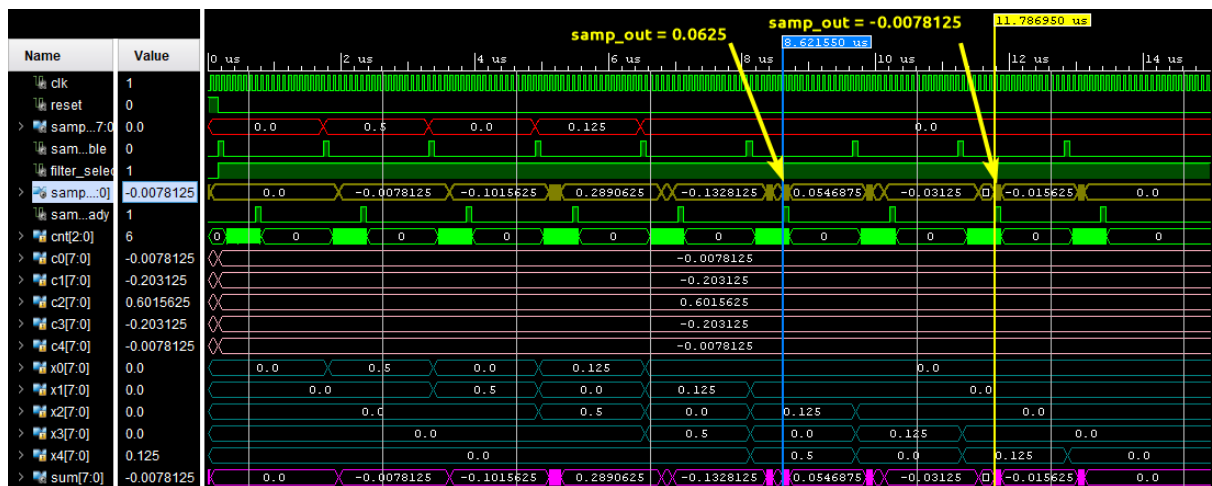 samp_out = 0.0625
samp_out = -0.0078125
11.786950 us
8.621550 us
Name Value 0 us 2 us 4 us 6 us 8 us 10 us 12 us 14 us
clk 1
reset 0
samp...7:0 0.0 0.0 0.5 0.0 0.125 0.0
sam...ble 0
filter_selec 1
samp...:0] -0.0078125 0.0 -0.0078125 -0.1015625 0.2890625 -0.1328125 0.0546875 -0.03125 -0.015625 0.0
sam...ady 1
cnt[2:0] 6 0 0 0 0 0 0 0 0 0 0
c0[7:0] -0.0078125 -0.0078125
c1[7:0] -0.203125 -0.203125
c2[7:0] 0.6015625 0.6015625
c3[7:0] -0.203125 -0.203125
c4[7:0] -0.0078125 -0.0078125
x0[7:0] 0.0 0.0 0.5 0.0 0.125 0.0
x1[7:0] 0.0 0.0 0.5 0.0 0.125 0.0
x2[7:0] 0.0 0.0 0.5 0.0 0.125 0.0
x3[7:0] 0.0 0.0 0.5 0.0 0.125 0.0
x4[7:0] 0.125 0.0 0.5 0.0 0.125 0.0
sum[7:0] -0.0078125 0.0 -0.0078125 -0.1015625 0.2890625 -0.1328125 0.0546875 -0.03125 -0.015625 0.0